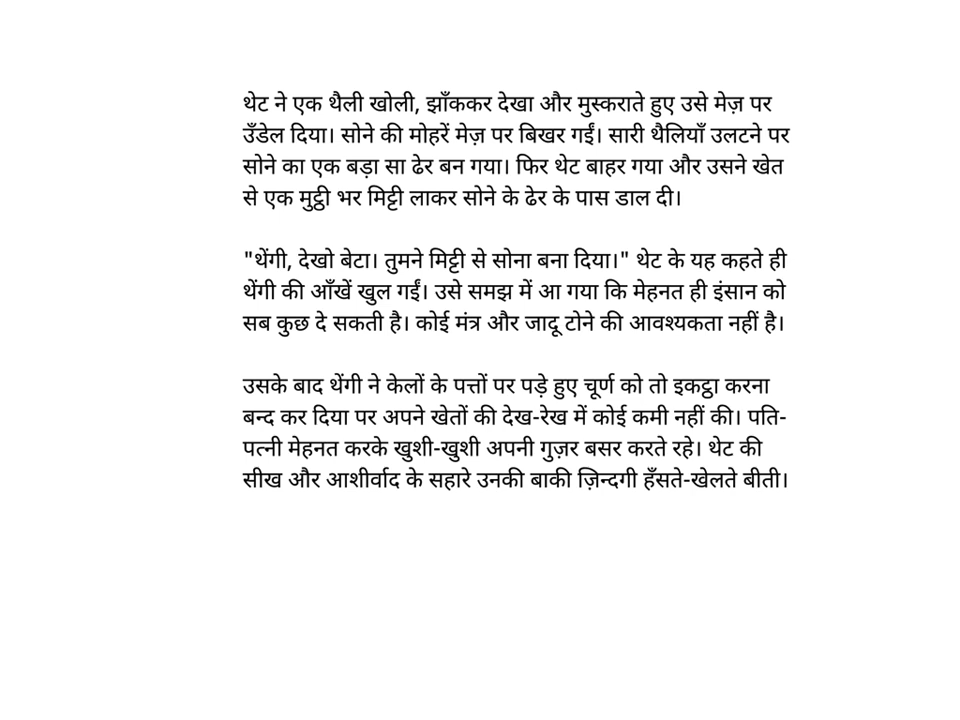 थेट ने एक थैली खोली, झाँककर देखा और मुस्कराते हुए उसे मेज़ पर
उँडेल दिया। सोने की मोहरें मेज़ पर बिखर गईं। सारी थैलियाँ उलटने पर
सोने का एक बड़ा सा ढेर बन गया। फिर थेट बाहर गया और उसने खेत
से एक मुट्ठी भर मिट्टी लाकर सोने के ढेर के पास डाल दी।
"थेंगी, देखो बेटा। तुमने मिट्टी से सोना बना दिया।" थेट के यह कहते ही
थेंगी की आँखें खुल गईं। उसे समझ में आ गया कि मेहनत ही इंसान को
सब कुछ दे सकती है। कोई मंत्र और जादू टोने की आवश्यकता नहीं है।
उसके बाद थेंगी ने केलों के पत्तों पर पड़े हुए चूर्ण को तो इकट्ठा करना
बन्द कर दिया पर अपने खेतों की देख-रेख में कोई कमी नहीं की। पति-
पत्नी मेहनत करके खुशी-खुशी अपनी गुज़र बसर करते रहे। थेट की
सीख और आशीर्वाद के सहारे उनकी बाकी ज़िन्दगी हँसते-खेलते बीती।